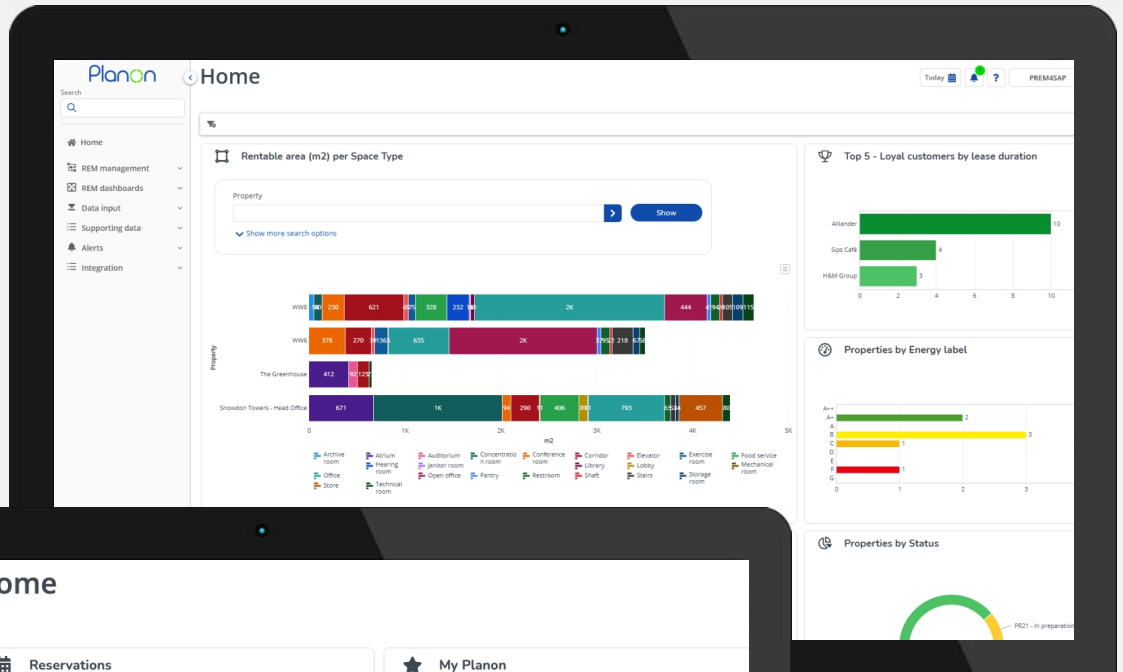 Planon
Home
Today
?
PREM4SAP
Search
Home
REM management
REM dashboards
Data input
Supporting data
Alerts
Integration
Rentable area (m2) per Space Type
Property
Show
Show more search options
Property
WW8
230
621
328
232
2K
444
WW6
378
270
635
2K
218
The Greenhouse
412
92
Snowdon Towers - Head Office
671
1K
94
290
406
793
457
80
0
1K
2K
3K
4K
5K
m2
Archive room
Atrium
Auditorium
Concentratio
n room
Conference room
Corridor
Elevator
Exercise room
Food service
Hearing room
Janitor room
Library
Lobby
Mechanical room
Office
Open office
Pantry
Restroom
Shaft
Stairs
Storage room
Store
Technical room
Top 5 - Loyal customers by lease duration
Alliander
10
Sips Café
4
H&M Group
3
0 2 4 6 8 10
Properties by Energy label
A++
A+
2
A
B
3
C
1
D
E
F
1
G
0 1 2 3
Properties by Status
PR21 - In preparation
ome
Reservations
My Planon